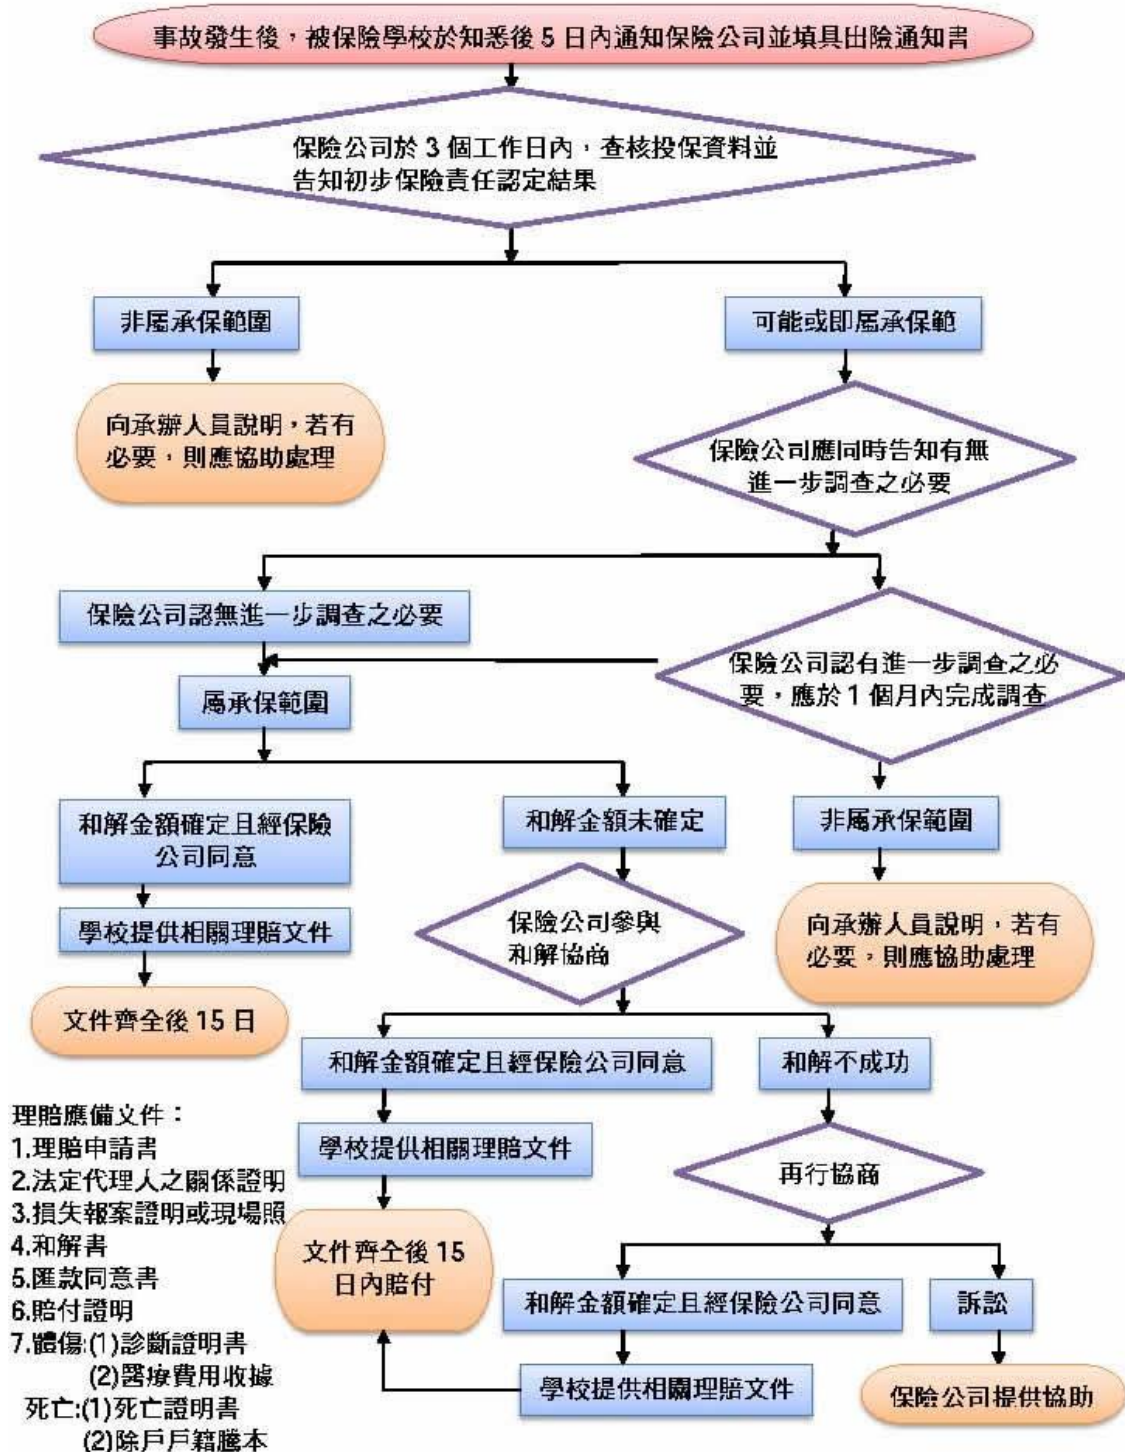 事故發生後，被保險學校於知悉後 5 日內通知保險公司並填具出險通知書
保險公司於 3 個工作日內，查核投保資料並
告知初步保險責任認定結果
非屬承保範圍
可能或即屬承保範
向承辦人員說明，若有
必要，則應協助處理
保險公司應同時告知有無
進一步調查之必要
保險公司認無進一步調查之必要
保險公司認有進一步調查之必
要，應於 1 個月內完成調查
屬承保範圍
和解金額確定且經保險
公司同意
和解金額未確定
非屬承保範圍
學校提供相關理賠文件
保險公司參與
和解協商
向承辦人員說明，若有
必要，則應協助處理
文件齊全後 15 日
和解金額確定且經保險公司同意
和解不成功
學校提供相關理賠文件
再行協商
文件齊全後 15
日內賠付
和解金額確定且經保險公司同意
訴訟
學校提供相關理賠文件
保險公司提供協助
理賠應備文件：
1.理賠申請書
2.法定代理人之關係證明
3.損失報案證明或現場照
4.和解書
5.匯款同意書
6.賠付證明
7.體傷:(1)診斷證明書
(2)醫療費用收據
死亡:(1)死亡證明書
(2)除戶戶籍謄本